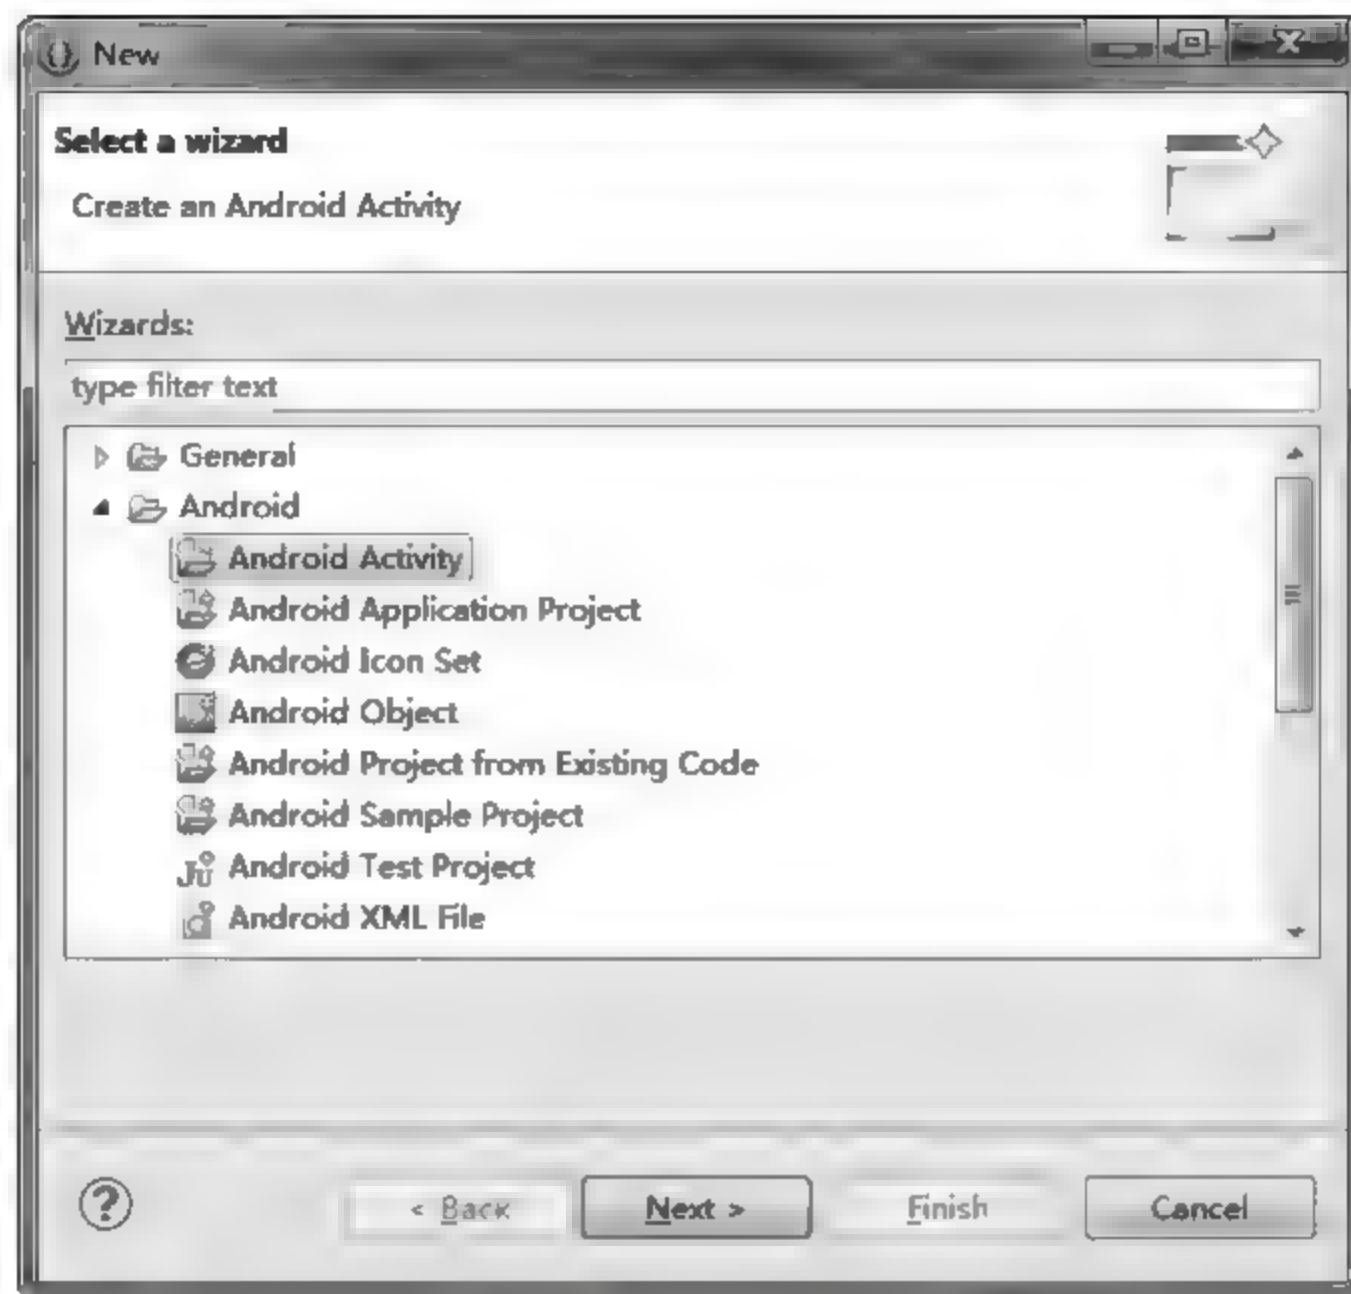 New
Select a wizard
Create an Android Activity
Wizards:
type filter text
General
Android
Android Activity
Android Application Project
Android Icon Set
Android Object
Android Project from Existing Code
Android Sample Project
Android Test Project
Android XML File
< Back Next > Finish Cancel